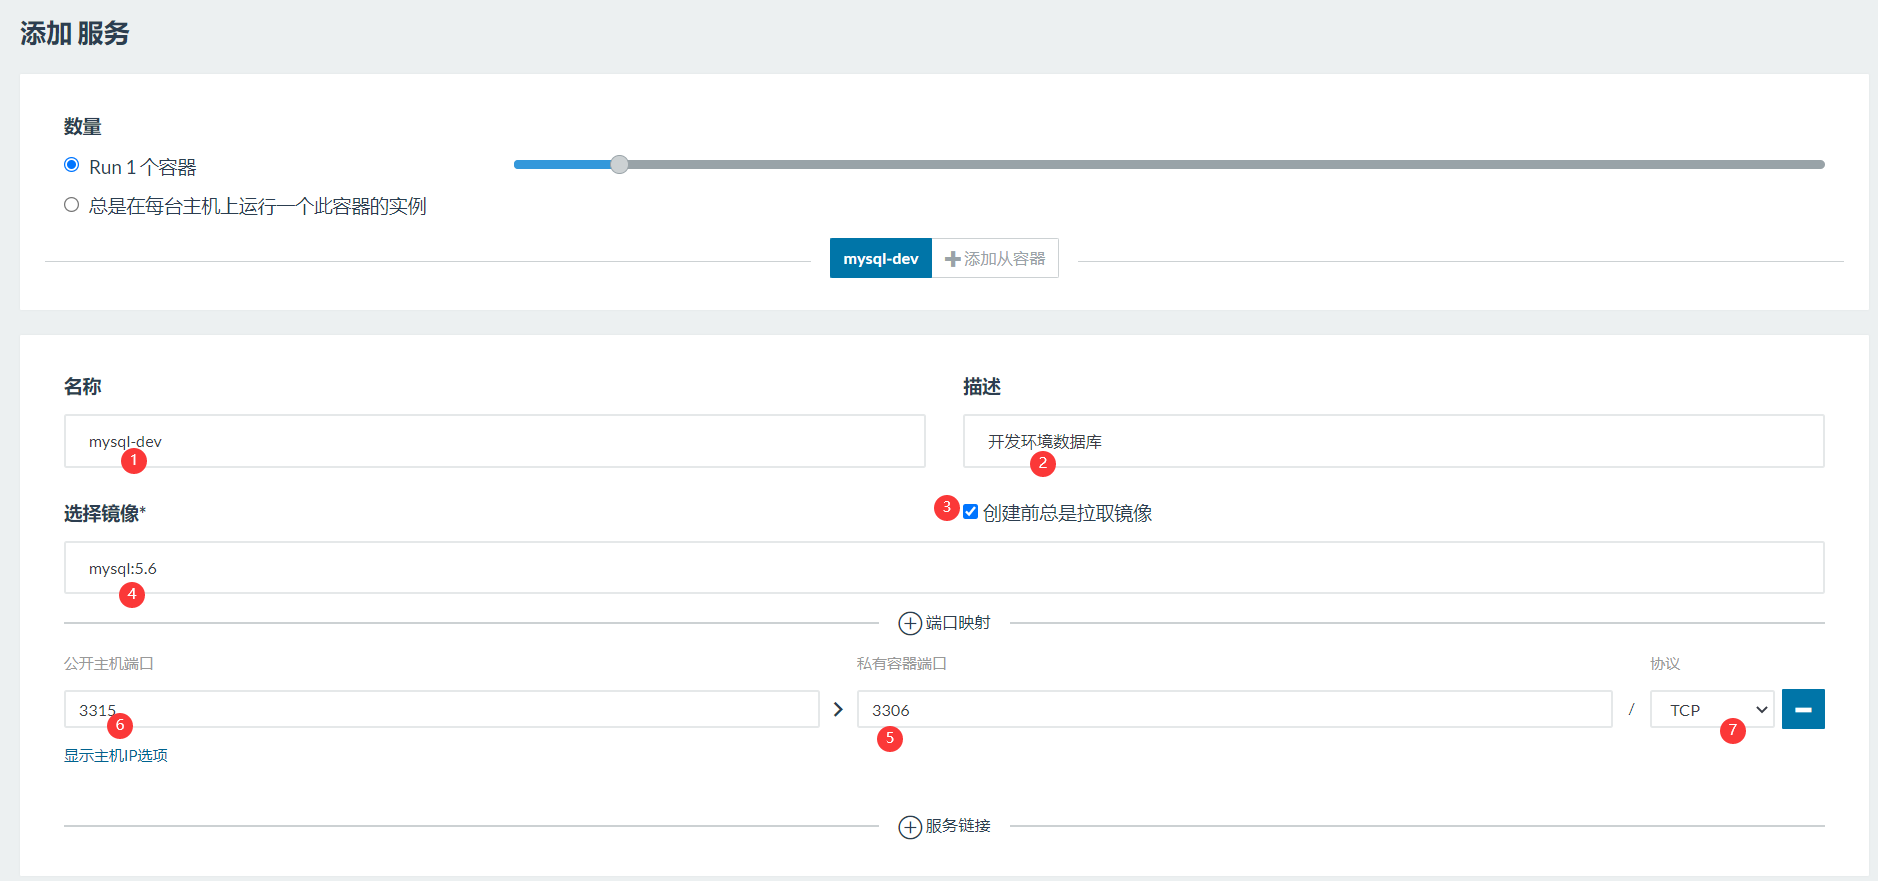 添加 服务
数量
Run 1 个容器
总是在每台主机上运行一个此容器的实例
mysql-dev
添加从容器
名称
描述
mysql-dev
开发环境数据库
1
2
选择镜像*
3
创建前总是拉取镜像
mysql:5.6
4
端口映射
公开主机端口
私有容器端口
协议
3315
3306
/
TCP
6
5
7
显示主机IP选项
服务链接